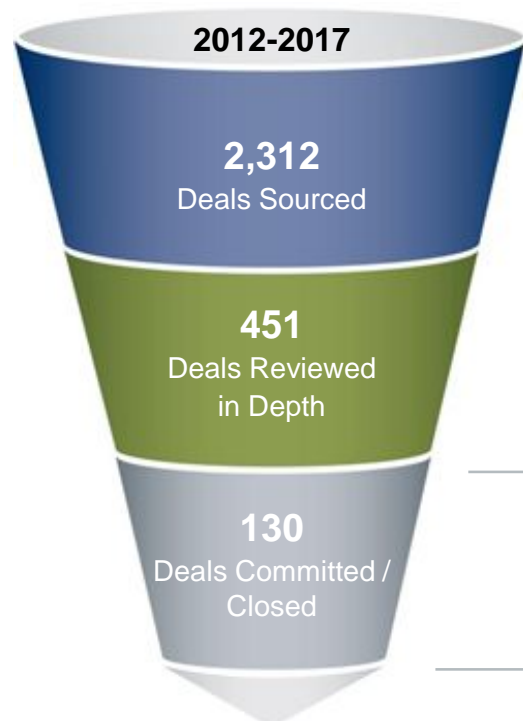 2012-2017
2,312
Deals Sourced
451
Deals Reviewed
in Depth
130
Deals Committed /
Closed